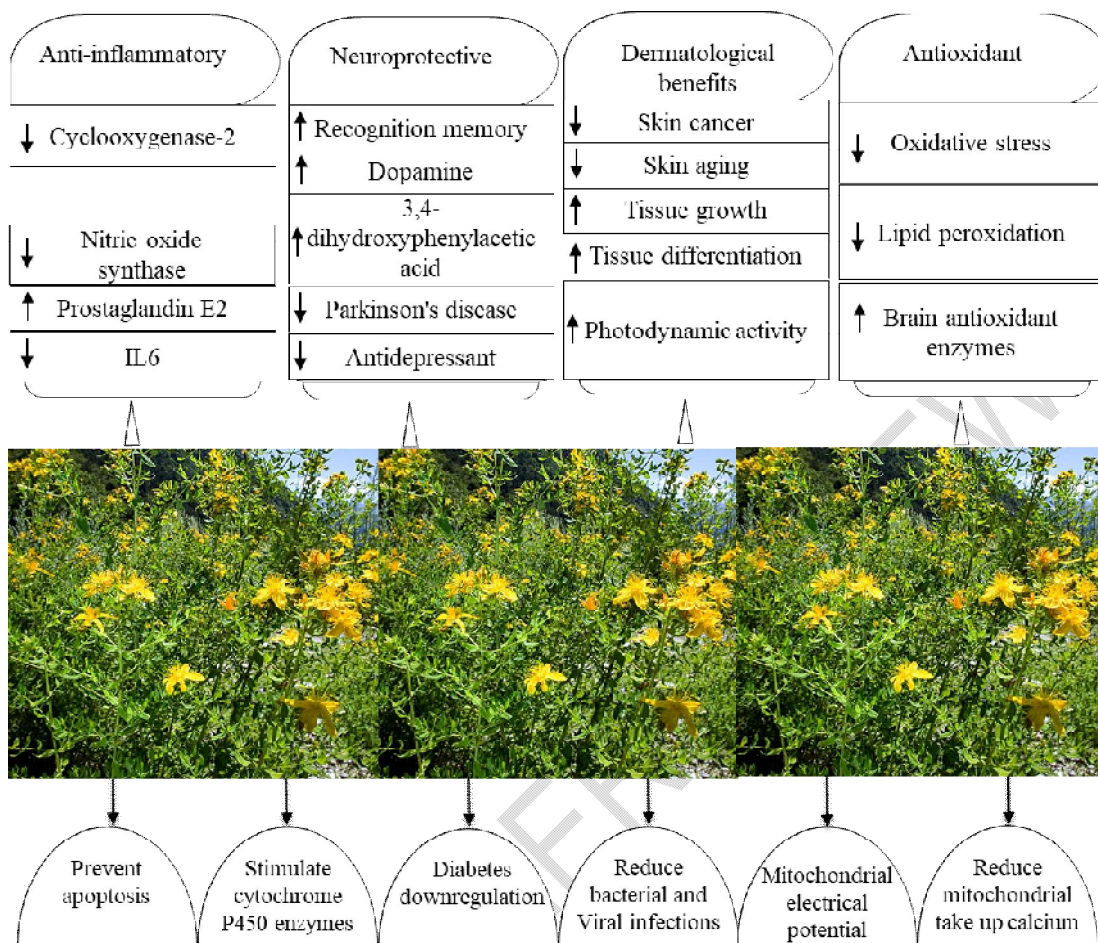 Anti-inflammatory
↓ Cyclooxygenase-2
↓ Nitric oxide
synthase
↑ Prostaglandin E2
↓ IL6
Neuroprotective
↑ Recognition memory
↑ Dopamine
3,4-
↑ dihydroxyphenylacetic
acid
↓ Parkinson's disease
↓ Antidepressant
Dermatological
benefits
↓ Skin cancer
↓ Skin aging
↑ Tissue growth
↑ Tissue differentiation
↑ Photodynamic activity
Antioxidant
↓ Oxidative stress
↓ Lipid peroxidation
↑ Brain antioxidant
enzymes
Prevent
apoptosis
Stimulate
cytochrome
P450 enzymes
Diabetes
downregulation
Reduce
bacterial and
Viral infections
Mitochondrial
electrical
potential
Reduce
mitochondrial
take up calcium